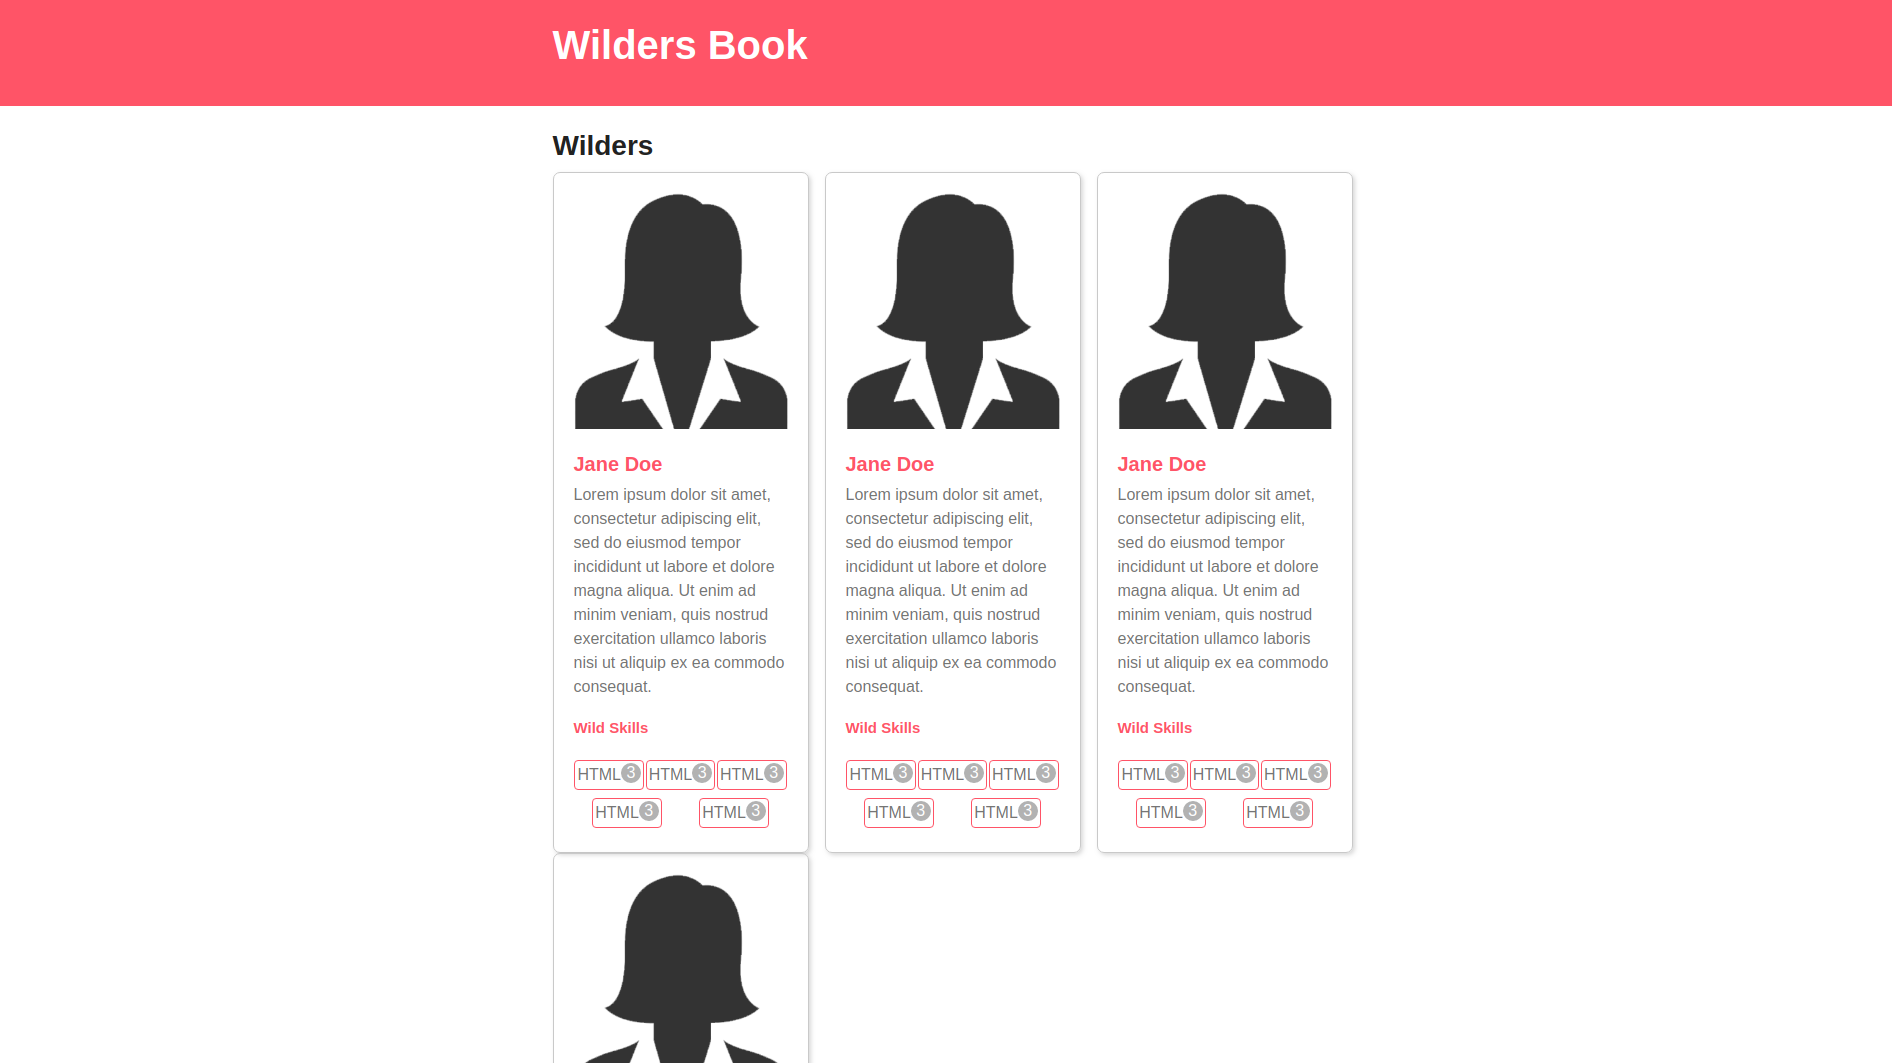 Wilders Book
Wilders
Jane Doe
Lorem ipsum dolor sit amet,
consectetur adipiscing elit,
sed do eiusmod tempor
incididunt ut labore et dolore
magna aliqua. Ut enim ad
minim veniam, quis nostrud
exercitation ullamco laboris
nisi ut aliquip ex ea commodo
consequat.
Wild Skills
HTML 3 HTML 3 HTML 3
HTML 3 HTML 3
Jane Doe
Lorem ipsum dolor sit amet,
consectetur adipiscing elit,
sed do eiusmod tempor
incididunt ut labore et dolore
magna aliqua. Ut enim ad
minim veniam, quis nostrud
exercitation ullamco laboris
nisi ut aliquip ex ea commodo
consequat.
Wild Skills
HTML 3 HTML 3 HTML 3
HTML 3 HTML 3
Jane Doe
Lorem ipsum dolor sit amet,
consectetur adipiscing elit,
sed do eiusmod tempor
incididunt ut labore et dolore
magna aliqua. Ut enim ad
minim veniam, quis nostrud
exercitation ullamco laboris
nisi ut aliquip ex ea commodo
consequat.
Wild Skills
HTML 3 HTML 3 HTML 3
HTML 3 HTML 3